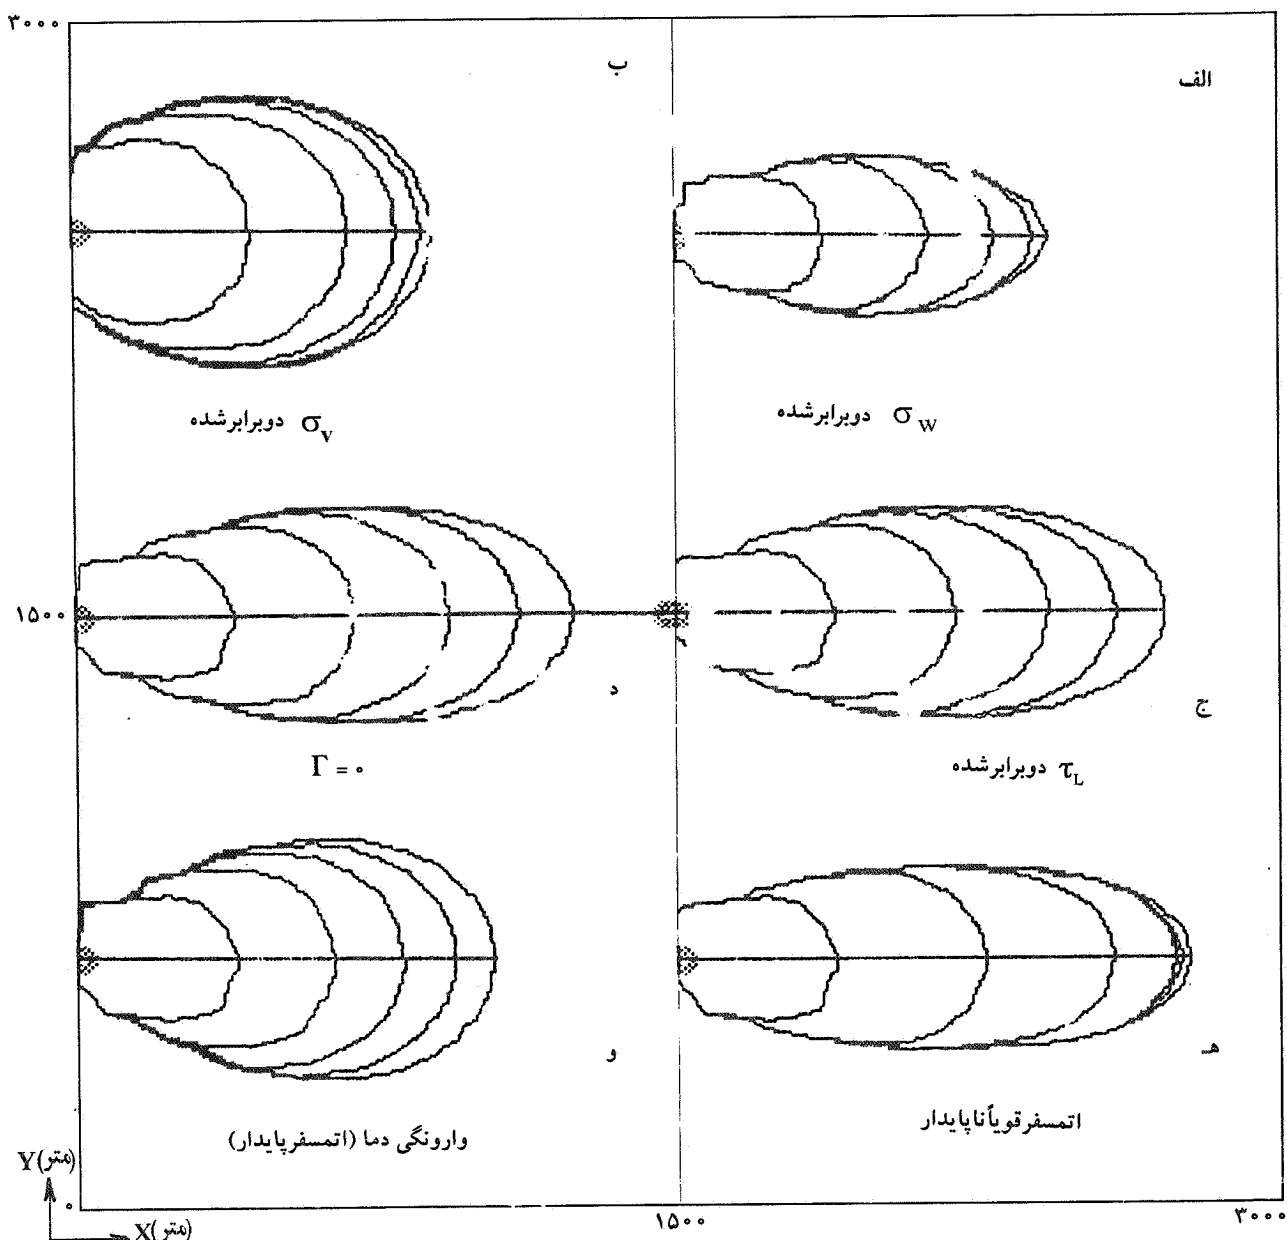 ۳۰۰۰
الف
ب
σw دوبرابرشده
σv دوبرابرشده
۱۵۰۰
ج
د
τL دوبرابرشده
Γ = ۰
هـ
و
اتمسفرقویاًناپایدار
وارونگی دما (اتمسفرپایدار)
Y(متر)
۰
X(متر)
۱۵۰۰
۳۰۰۰